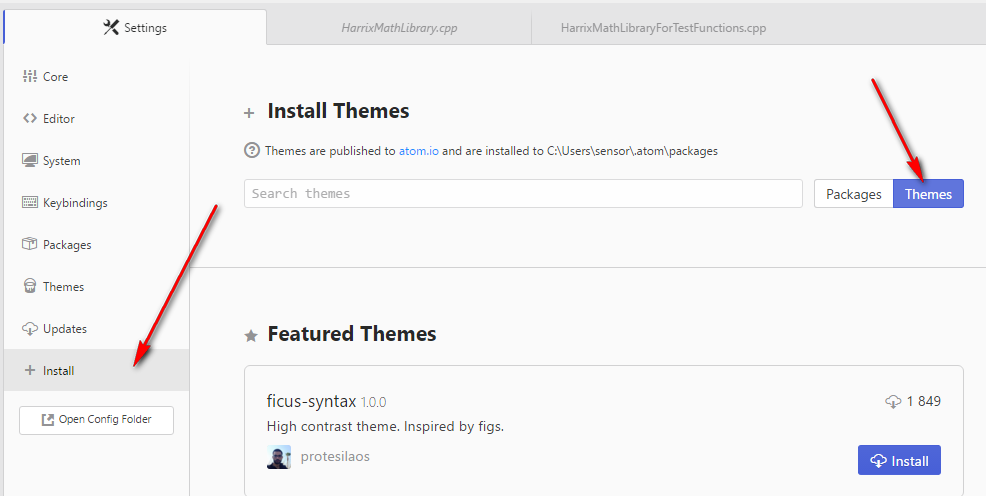 Settings
HarrixMathLibrary.cpp
HarrixMathLibraryForTestFunctions.cpp
Core
Editor
System
Keybindings
Packages
Themes
Updates
Install
Open Config Folder
Install Themes
Themes are published to atom.io and are installed to C:\Users\sensor\.atom\packages
Search themes
Packages
Themes
Featured Themes
ficus-syntax 1.0.0
1 849
High contrast theme. Inspired by figs.
protesilaos
Install